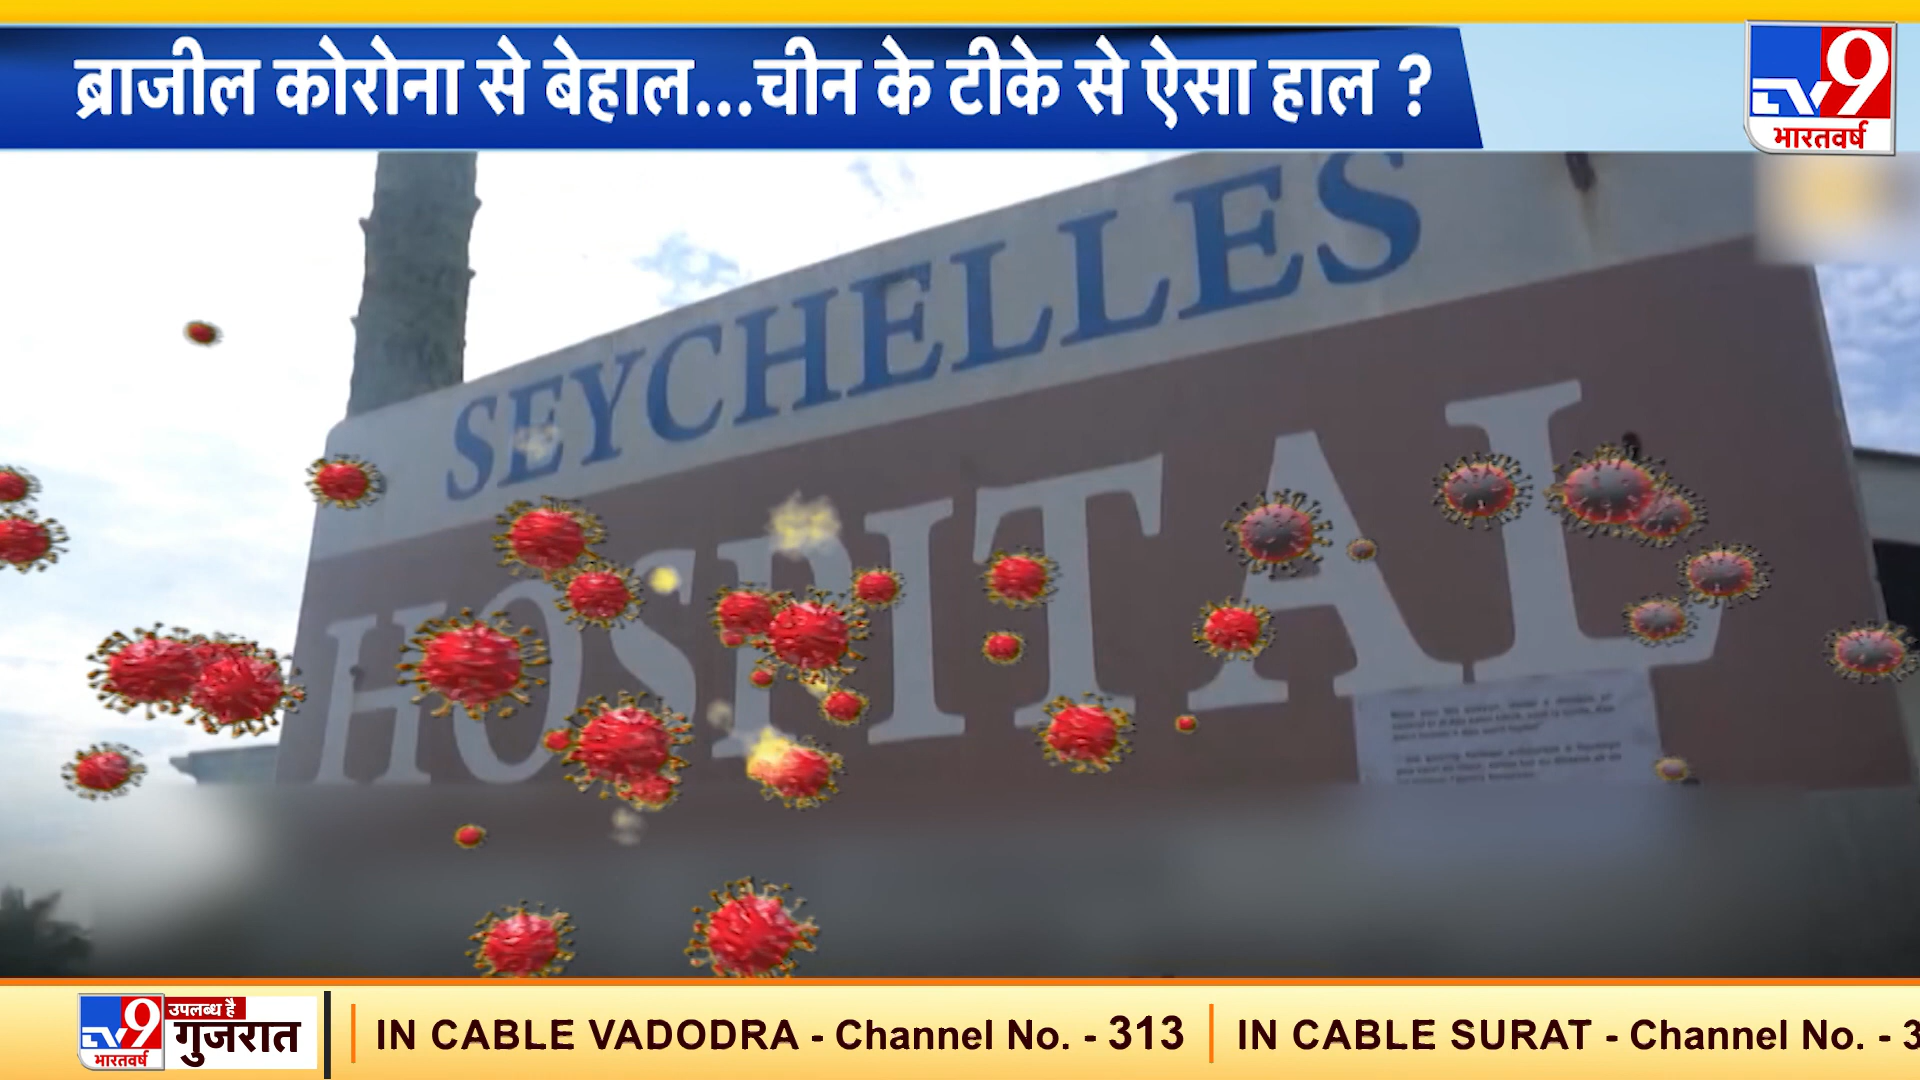 ब्राजील कोरोना से बेहाल...चीन के टीके से ऐसा हाल ?
TV9
भारतवर्ष
SEYCHELLES
HOSPITAL
TV9
भारतवर्ष
उपलब्ध है
गुजरात
IN CABLE VADODRA - Channel No. - 313
IN CABLE SURAT - Channel No. - 3